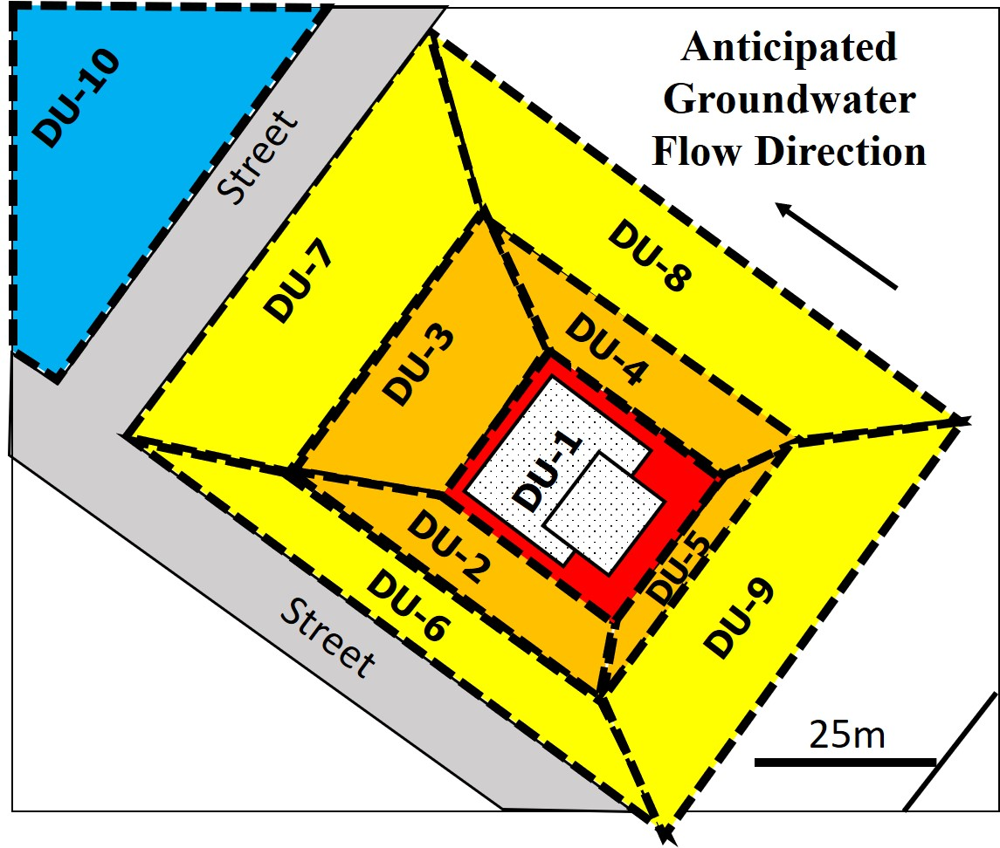 Anticipated
Groundwater
Flow Direction
DU-10
Street
DU-7
DU-8
DU-3
DU-4
DU-1
DU-2
DU-5
DU-6
DU-9
Street
25m